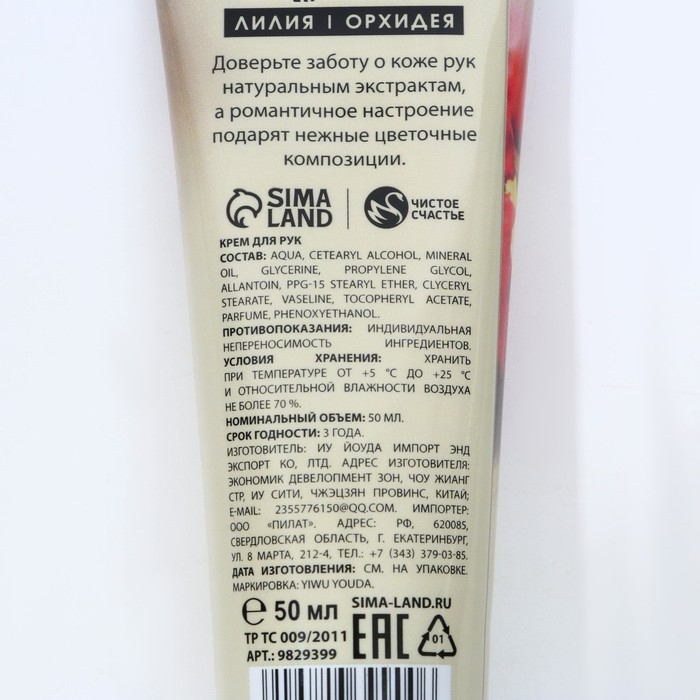 ЛИЛИЯ | ОРХИДЕЯ
Доверьте заботу о коже рук
натуральным экстрактам,
а романтичное настроение
подарят нежные цветочные
композиции.
SIMA
LAND
ЧИСТОЕ
СЧАСТЬЕ
КРЕМ ДЛЯ РУК
СОСТАВ: AQUA, CETEARYL ALCOHOL, MINERAL
OIL, GLYCERINE, PROPYLENE GLYCOL,
ALLANTOIN, PPG-15 STEARYL ETHER, GLYCERYL
STEARATE, VASELINE, TOCOPHERYL ACETATE,
PARFUME, PHENOXYETHANOL.
ПРОТИВОПОКАЗАНИЯ: ИНДИВИДУАЛЬНАЯ
НЕПЕРЕНОСИМОСТЬ ИНГРЕДИЕНТОВ.
УСЛОВИЯ ХРАНЕНИЯ: ХРАНИТЬ
ПРИ ТЕМПЕРАТУРЕ ОТ +5 °C ДО +25 °C
И ОТНОСИТЕЛЬНОЙ ВЛАЖНОСТИ ВОЗДУХА
НЕ БОЛЕЕ 70 %.
НОМИНАЛЬНЫЙ ОБЪЕМ: 50 МЛ.
СРОК ГОДНОСТИ: 3 ГОДА.
ИЗГОТОВИТЕЛЬ: ИУ ЙОУДА ИМПОРТ ЭНД
ЭКСПОРТ КО, ЛТД. АДРЕС ИЗГОТОВИТЕЛЯ:
ЭКОНОМИК ДЕВЕЛОПМЕНТ ЗОН, ЧОУ ЖИАНГ
СТР, ИУ СИТИ, ЧЖЭЦЗЯН ПРОВИНС, КИТАЙ;
E-MAIL: 2355776150@QQ.COM. ИМПОРТЕР:
ООО «ПИЛАТ». АДРЕС: РФ, 620085,
СВЕРДЛОВСКАЯ ОБЛАСТЬ, Г. ЕКАТЕРИНБУРГ,
УЛ. 8 МАРТА, 212-4, ТЕЛ.: +7 (343) 379-03-85.
ДАТА ИЗГОТОВЛЕНИЯ: СМ. НА УПАКОВКЕ.
МАРКИРОВКА: YIWU YOUDA.
℮ 50 мл
SIMA-LAND.RU
ТР ТС 009/2011
АРТ.: 9829399
EAC
01